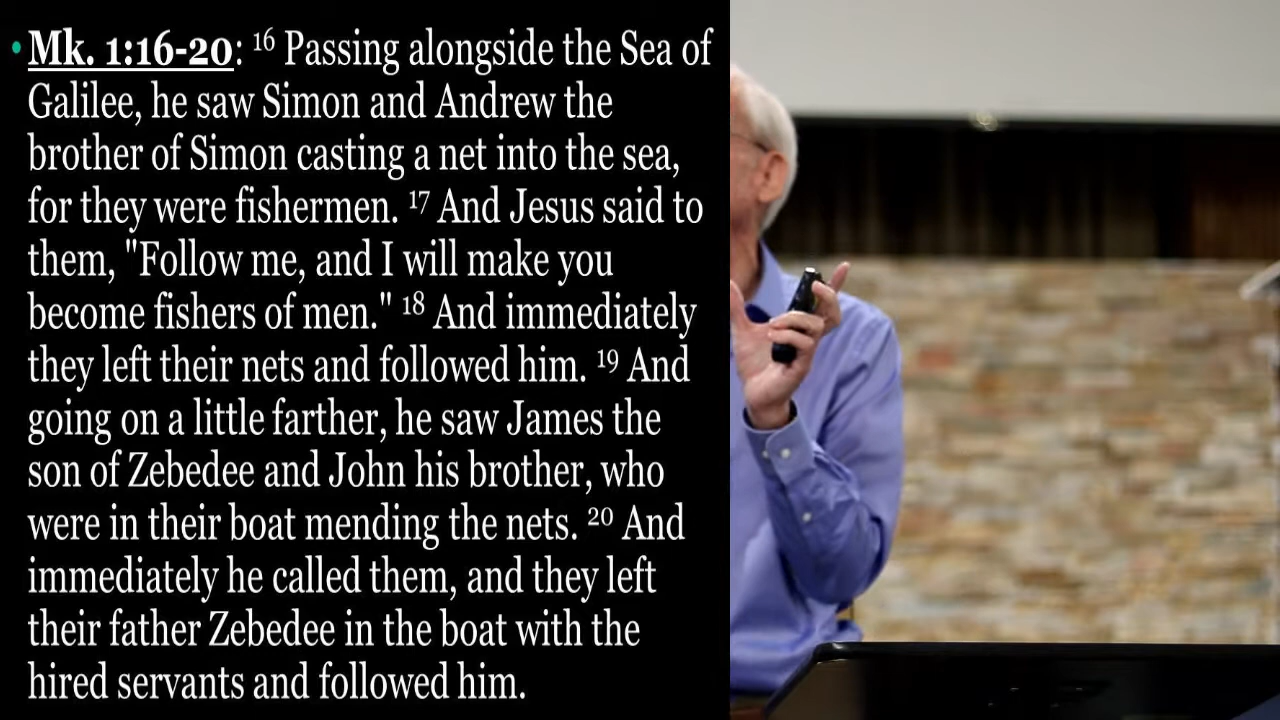 • Mk. 1:16-20: 16 Passing alongside the Sea of
Galilee, he saw Simon and Andrew the
brother of Simon casting a net into the sea,
for they were fishermen. 17 And Jesus said to
them, "Follow me, and I will make you
become fishers of men." 18 And immediately
they left their nets and followed him. 19 And
going on a little farther, he saw James the
son of Zebedee and John his brother, who
were in their boat mending the nets. 20 And
immediately he called them, and they left
their father Zebedee in the boat with the
hired servants and followed him.